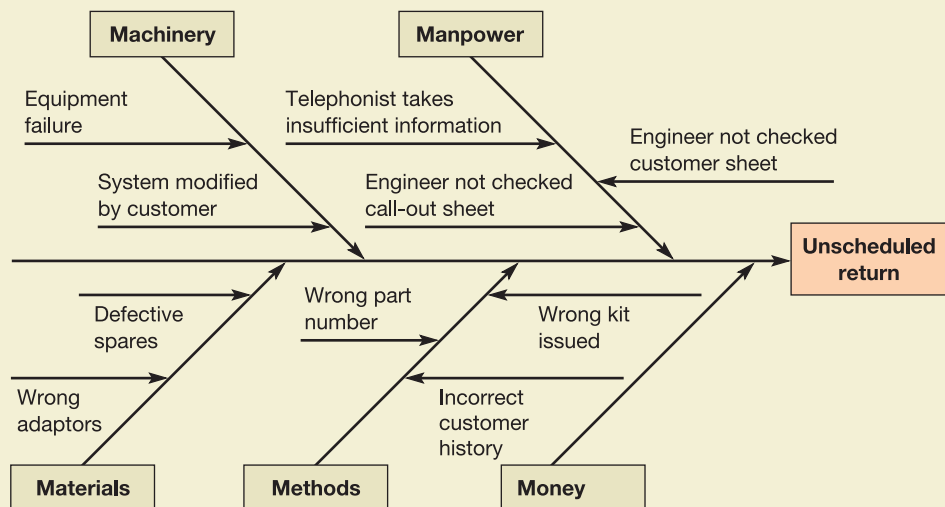 Machinery
Manpower
Equipment
failure
Telephonist takes
insufficient information
Engineer not checked
customer sheet
System modified
by customer
Engineer not checked
call-out sheet
Unscheduled
return
Defective
spares
Wrong part
number
Wrong kit
issued
Wrong
adaptors
Incorrect
customer
history
Materials
Methods
Money